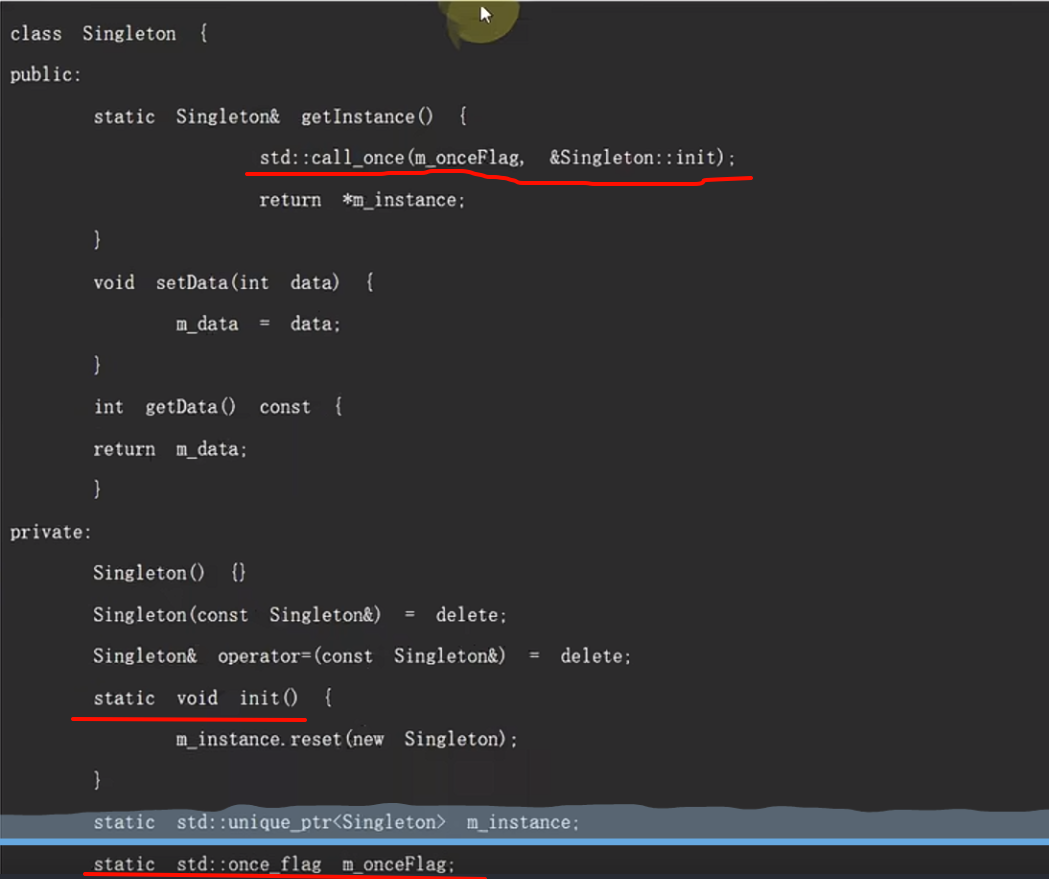 class Singleton {
public:
static Singleton& getInstance() {
std::call_once(m_onceFlag, &Singleton::init);
return *m_instance;
}
void setData(int data) {
m_data = data;
}
int getData() const {
return m_data;
}
private:
Singleton() {}
Singleton(const Singleton&) = delete;
Singleton& operator=(const Singleton&) = delete;
static void init() {
m_instance.reset(new Singleton);
}
static std::unique_ptr<Singleton> m_instance;
static std::once_flag m_onceFlag;